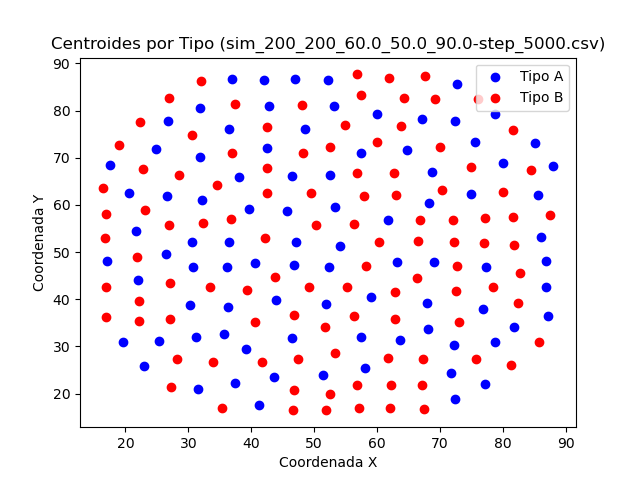 Centroides por Tipo (sim_200_200_60.0_50.0_90.0-step_5000.csv)
Tipo A
Tipo B
Coordenada Y
90
80
70
60
50
40
30
20
20 30 40 50 60 70 80 90
Coordenada X